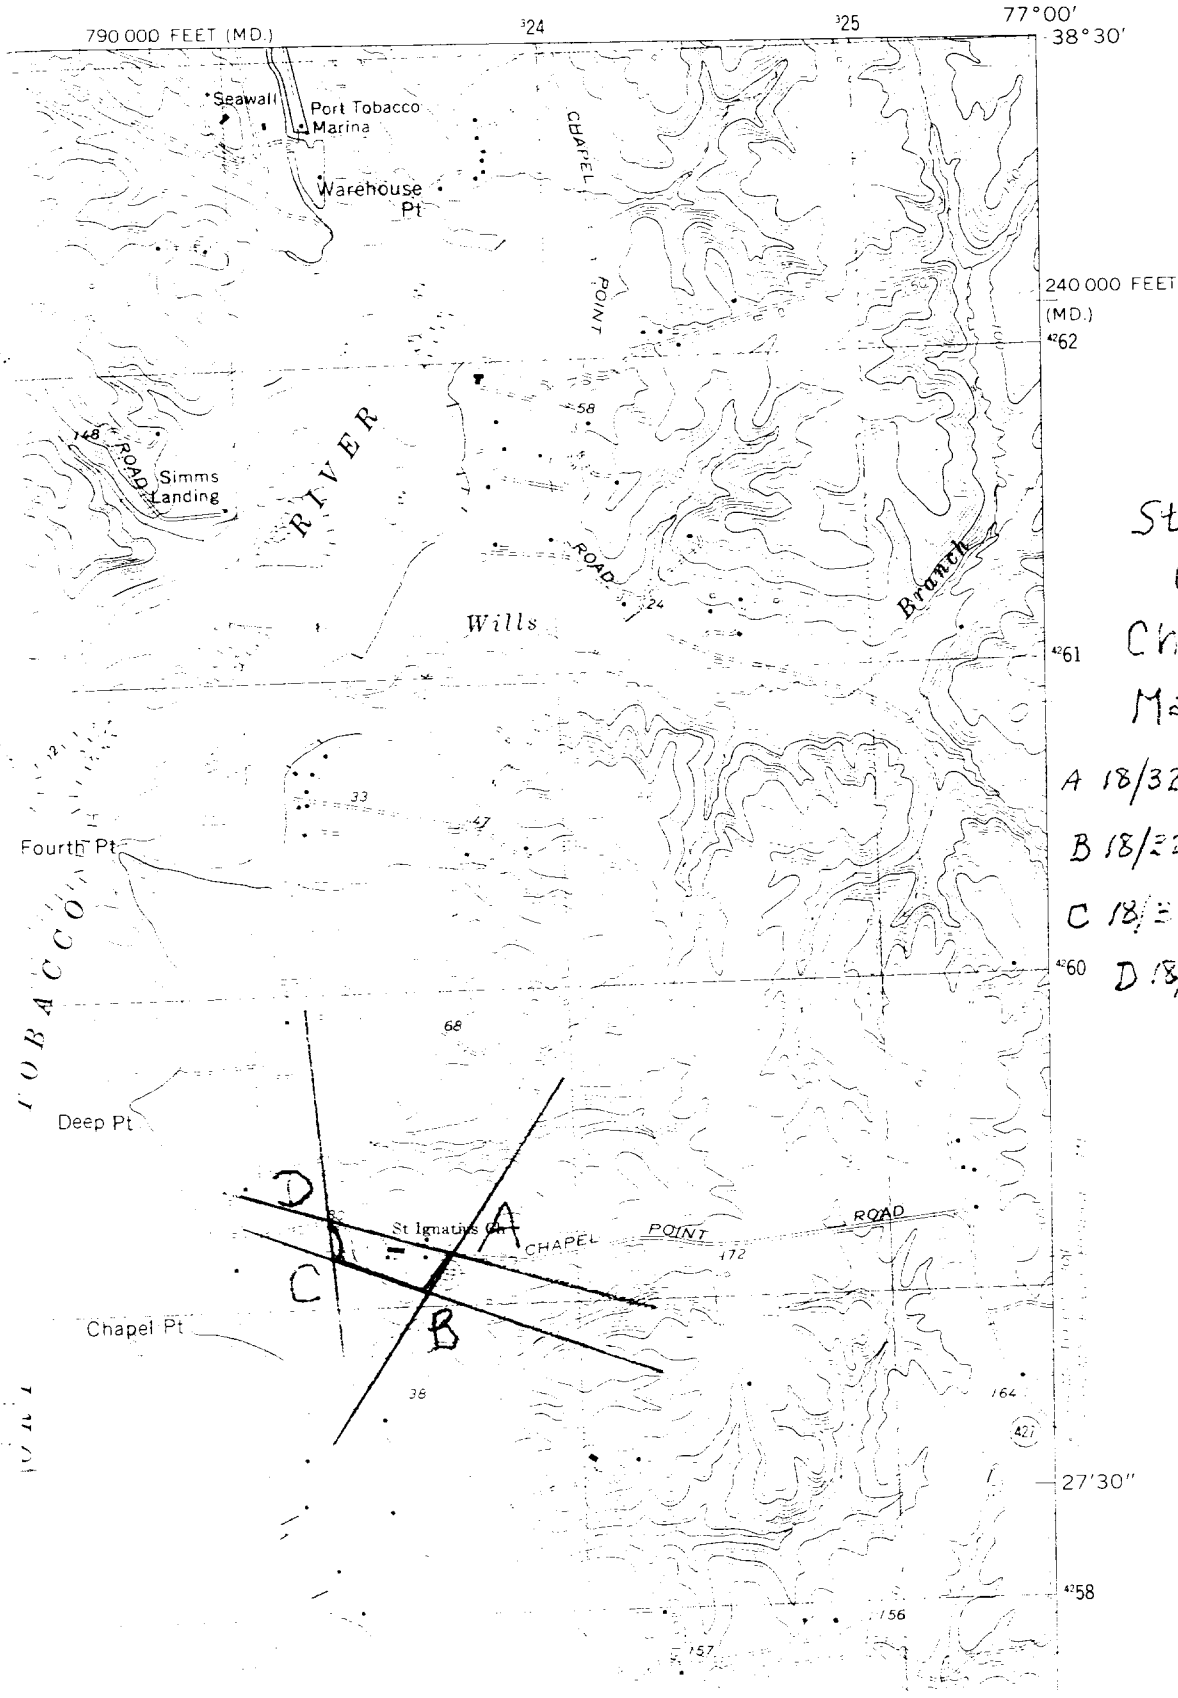 790 000 FEET (MD.)
³24
³25
77°00'
38°30'
Seawall
Port Tobacco
Marina
CHAPEL
Warehouse
Pt
POINT
240 000 FEET
(MD.)
⁴²62
58
148
ROAD
Simms
Landing
RIVER
ROAD
24
Branch
Wills
⁴²61
St
Ch
Ma
A 18/32
B 18/32
C 18/3
D 18/
12
33
47
Fourth Pt
TOBACCO
⁴²60
68
Deep Pt
D
St Ignatius Ch
A
CHAPEL
POINT
ROAD
172
C
B
Chapel Pt
38
164
427
27'30"
⁴²58
156
157